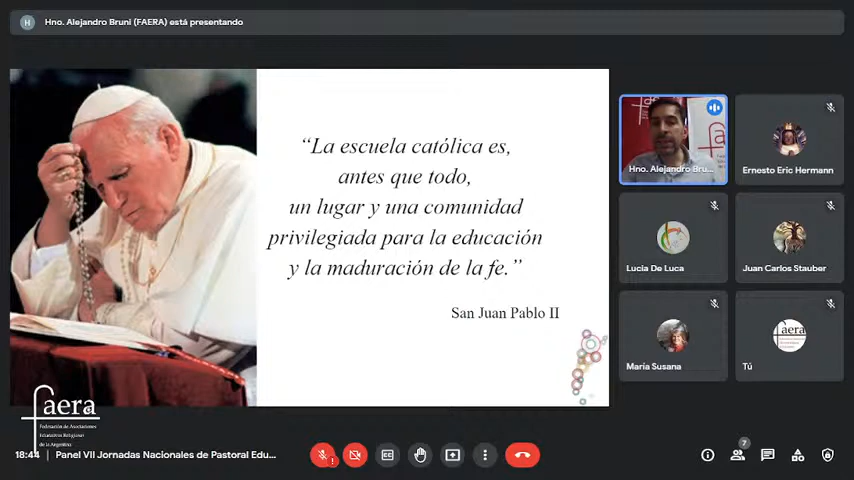 H
Hno. Alejandro Bruni (FAERA) está presentando
“La escuela católica es,
antes que todo,
un lugar y una comunidad
privilegiada para la educación
y la maduración de la fe.”
San Juan Pablo II
Hno. Alejandro Bru...
Ernesto Eric Hermann
Lucia De Luca
Juan Carlos Stauber
María Susana
faera
Tú
faera
Federación de Asociaciones
Educativas Religiosas
de la Argentina
18:44 | Panel VII Jornadas Nacionales de Pastoral Edu...
7